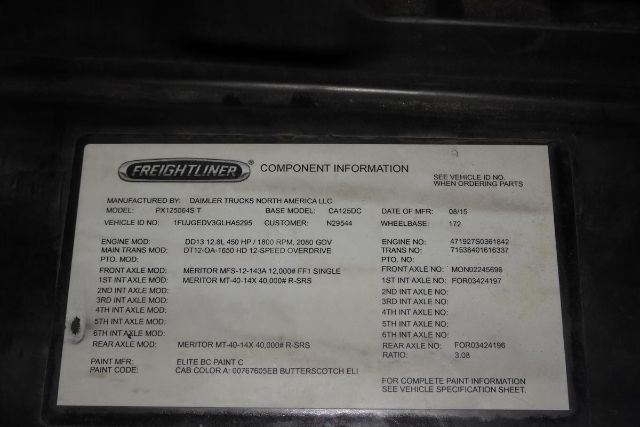 FREIGHTLINER® COMPONENT INFORMATION
SEE VEHICLE ID NO. WHEN ORDERING PARTS
MANUFACTURED BY: DAIMLER TRUCKS NORTH AMERICA LLC
MODEL: PX125064S T BASE MODEL: CA125DC DATE OF MFR: 08/15
VEHICLE ID NO: 1FUJGEDV3GLHA5295 CUSTOMER: N29544 WHEELBASE: 172
ENGINE MOD: DD13 12.8L 450 HP / 1800 RPM, 2080 GOV ENGINE NO: 471927S0361842
MAIN TRANS MOD: DT12-OA-1650 HD 12-SPEED OVERDRIVE TRANS NO: 71536401616337
PTO. MOD: PTO. NO:
FRONT AXLE MOD: MERITOR MFS-12-143A 12,000# FF1 SINGLE FRONT AXLE NO: MON02245696
1ST INT AXLE MOD: MERITOR MT-40-14X 40,000# R-SRS 1ST INT AXLE NO: FOR03424197
2ND INT AXLE MOD: 2ND INT AXLE NO:
3RD INT AXLE MOD: 3RD INT AXLE NO:
4TH INT AXLE MOD: 4TH INT AXLE NO:
5TH INT AXLE MOD: 5TH INT AXLE NO:
6TH INT AXLE MOD: 6TH INT AXLE NO:
REAR AXLE MOD: MERITOR MT-40-14X 40,000# R-SRS REAR AXLE NO: FOR03424196
RATIO: 3.08
PAINT MFR: ELITE BC PAINT C
PAINT CODE: CAB COLOR A: 00767605EB BUTTERSCOTCH ELI
FOR COMPLETE PAINT INFORMATION
SEE VEHICLE SPECIFICATION SHEET.